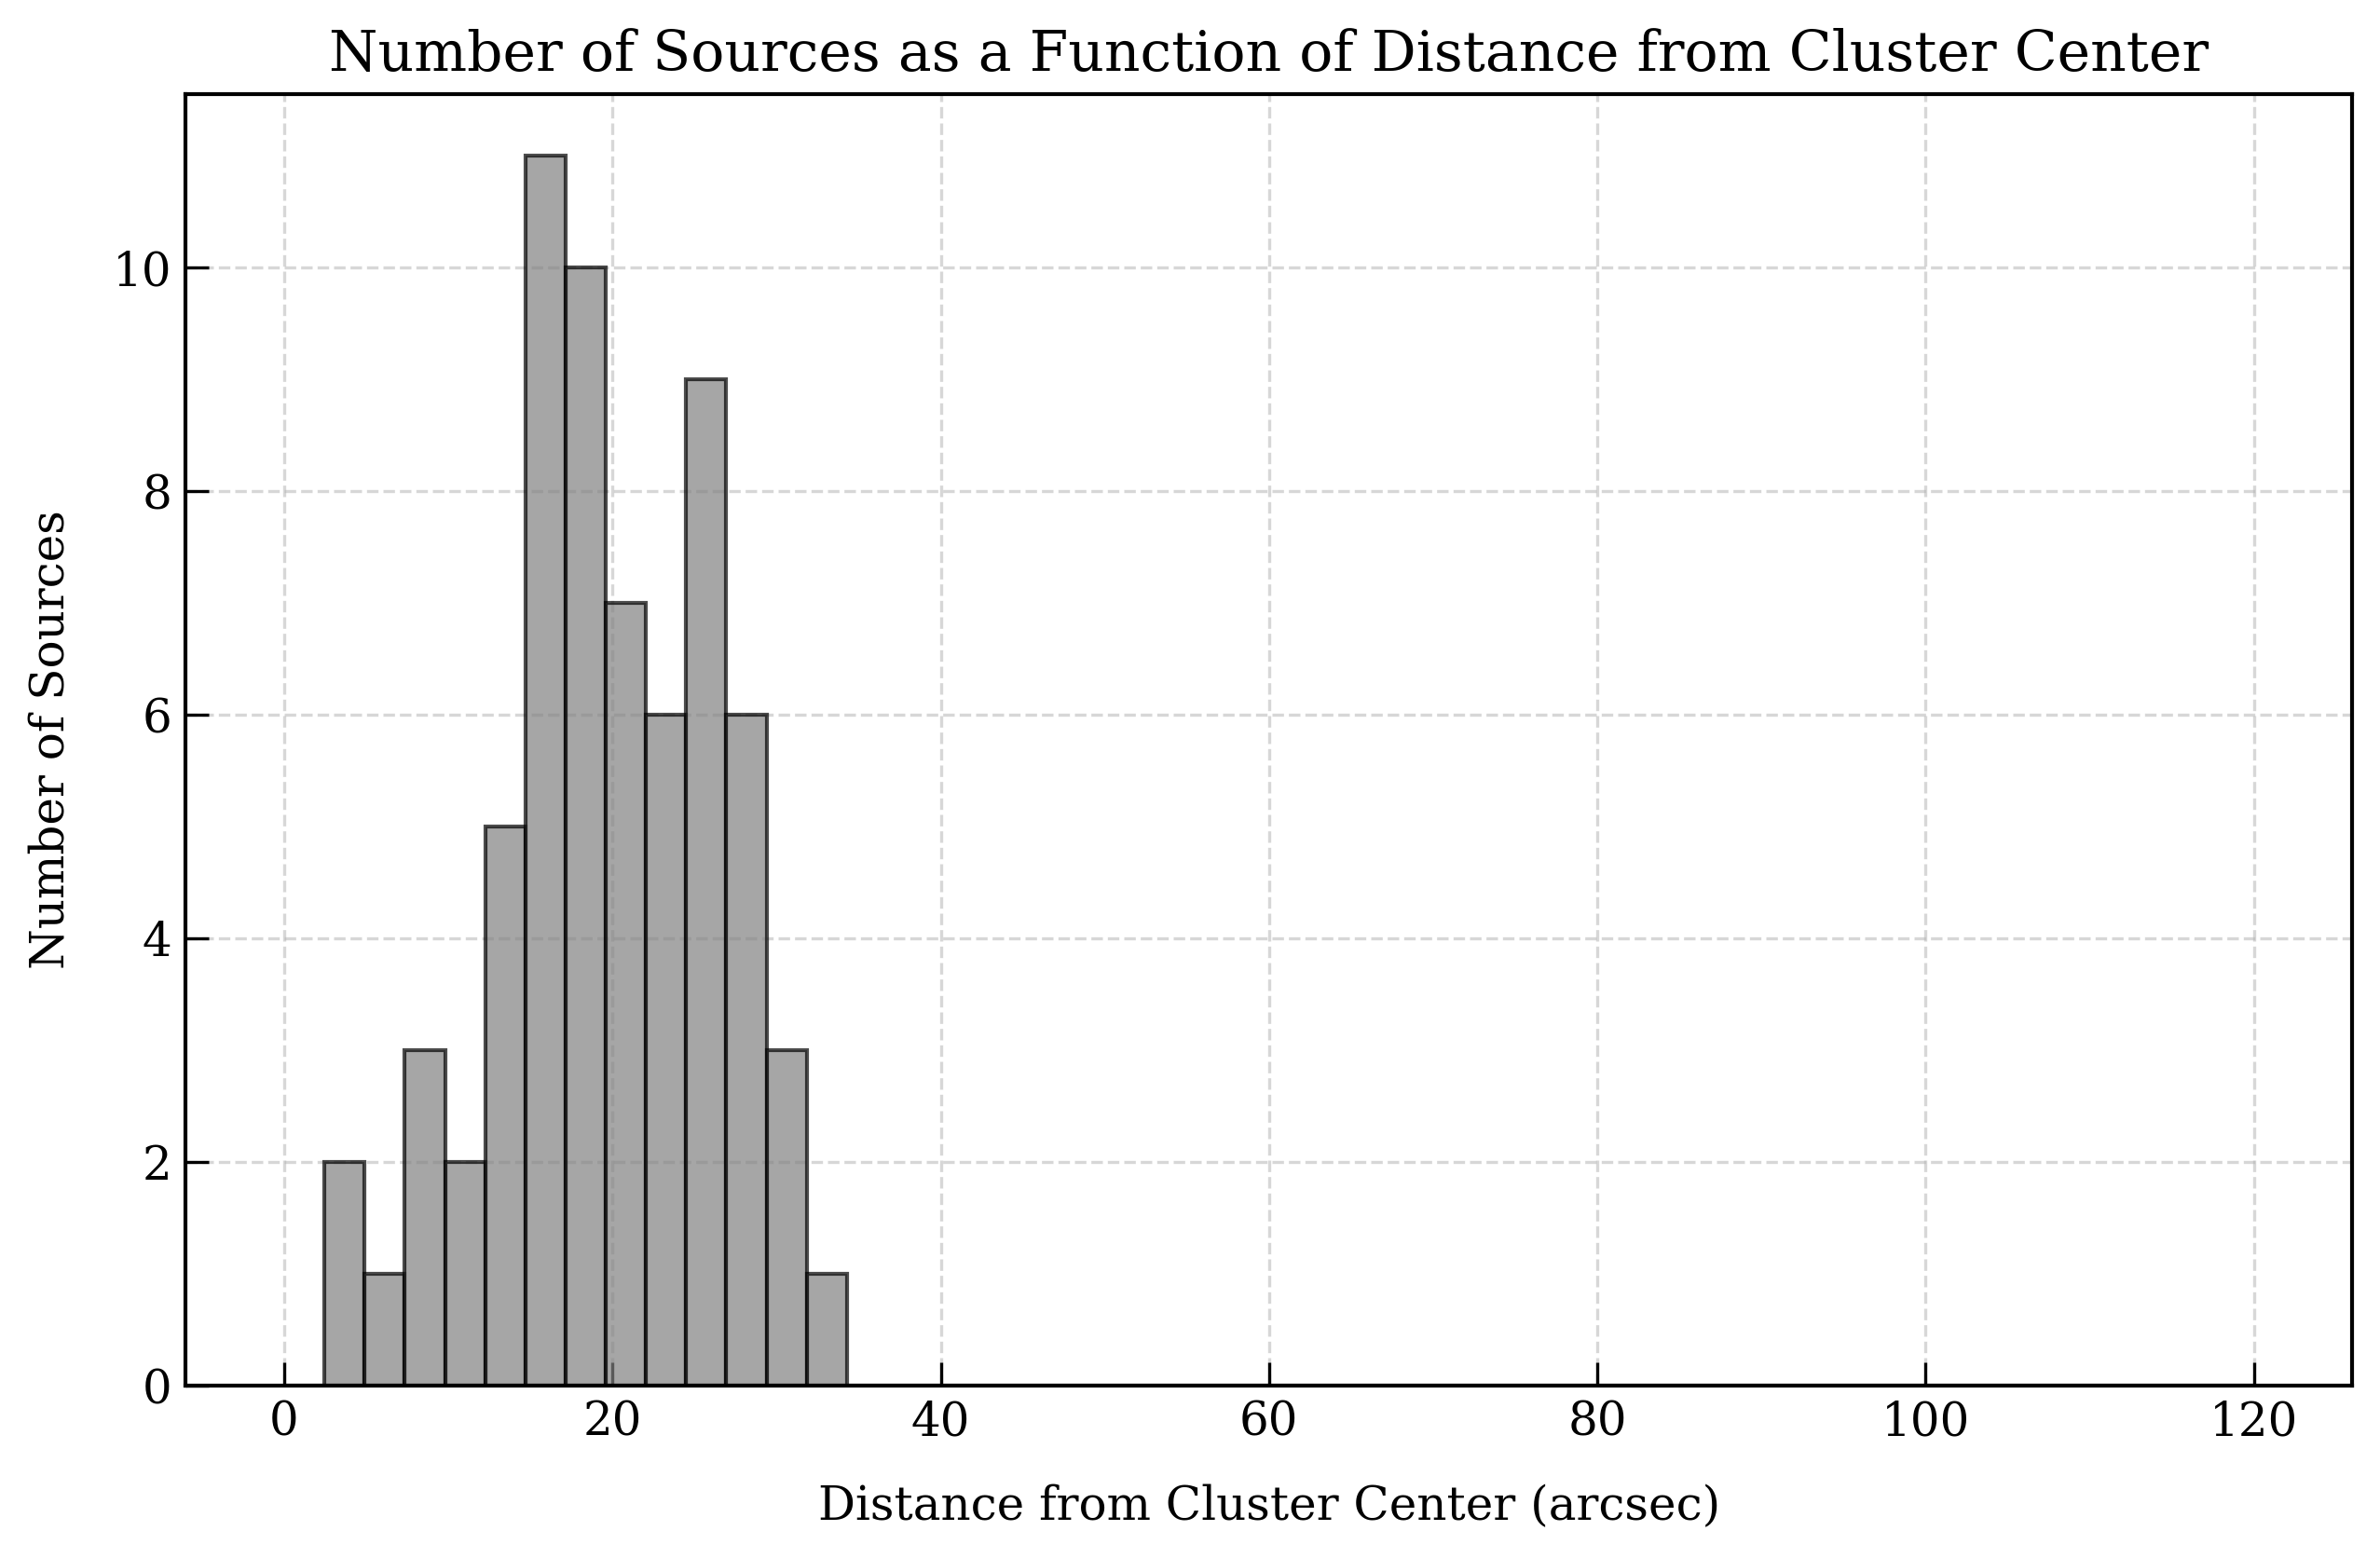 Number of Sources as a Function of Distance from Cluster Center
Number of Sources
10
8
6
4
2
0
0 20 40 60 80 100 120
Distance from Cluster Center (arcsec)